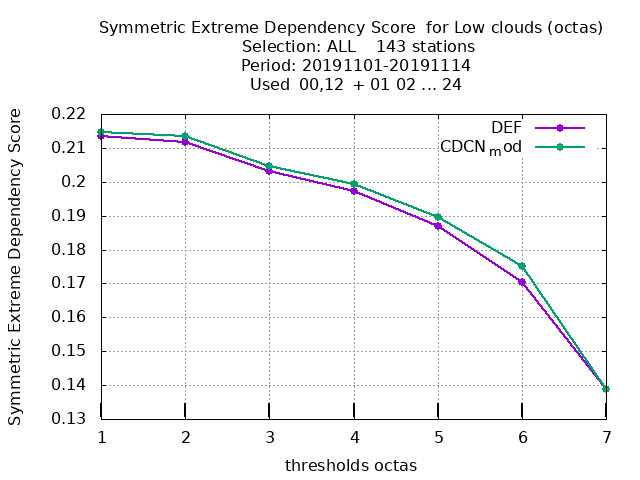 Symmetric Extreme Dependency Score for Low clouds (octas)
Selection: ALL 143 stations
Period: 20191101-20191114
Used 00,12 + 01 02 ... 24
Symmetric Extreme Dependency Score
0.22
0.21
0.2
0.19
0.18
0.17
0.16
0.15
0.14
0.13
DEF
CDCNmod
1 2 3 4 5 6 7
thresholds octas